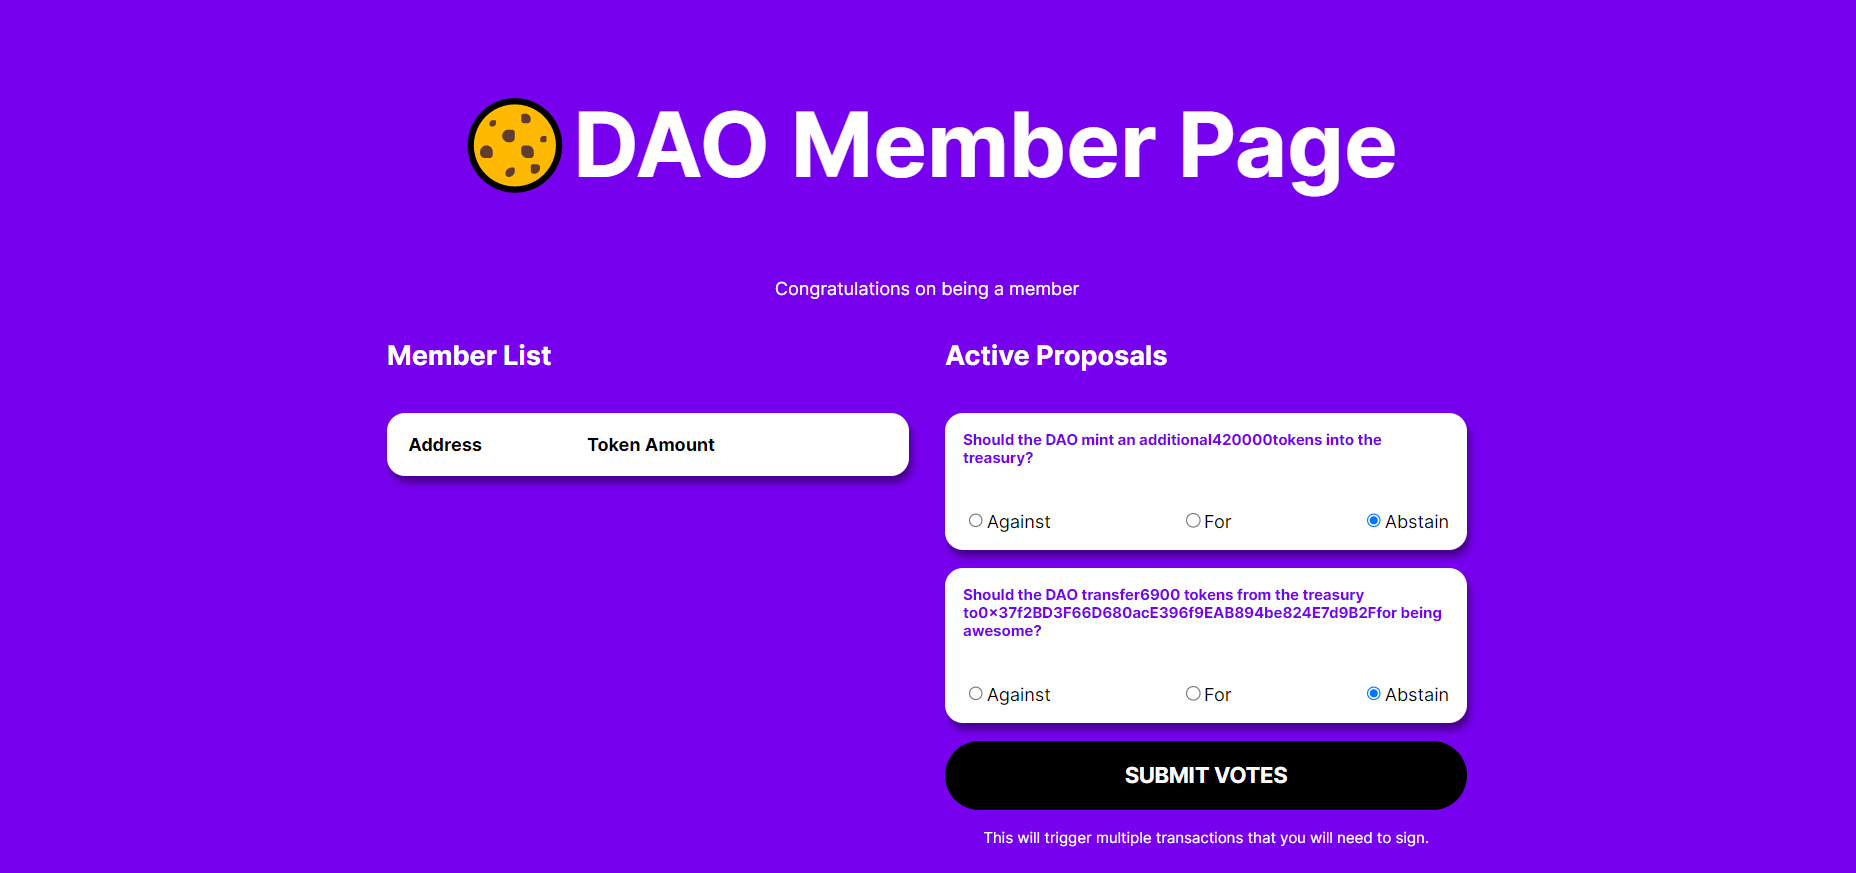 DAO Member Page
Congratulations on being a member
Member List
Address Token Amount
Active Proposals
Should the DAO mint an additional420000tokens into the
treasury?
Against For Abstain
Should the DAO transfer6900 tokens from the treasury
to0x37f2BD3F66D680acE396f9EAB894be824E7d9B2Ffor being
awesome?
Against For Abstain
SUBMIT VOTES
This will trigger multiple transactions that you will need to sign.